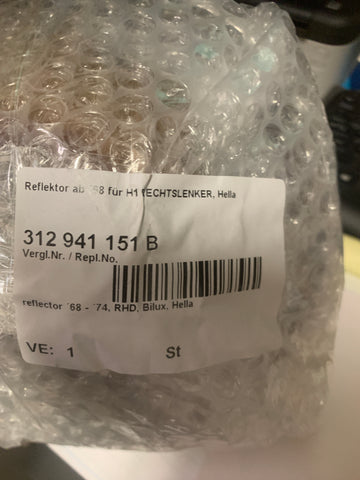 Reflektor ab ´68 für H1 RECHTSLENKER, Hella
312 941 151 B
Vergl.Nr. / Repl.No.
reflector ´68 - ´74, RHD, Bilux, Hella
VE: 1 St